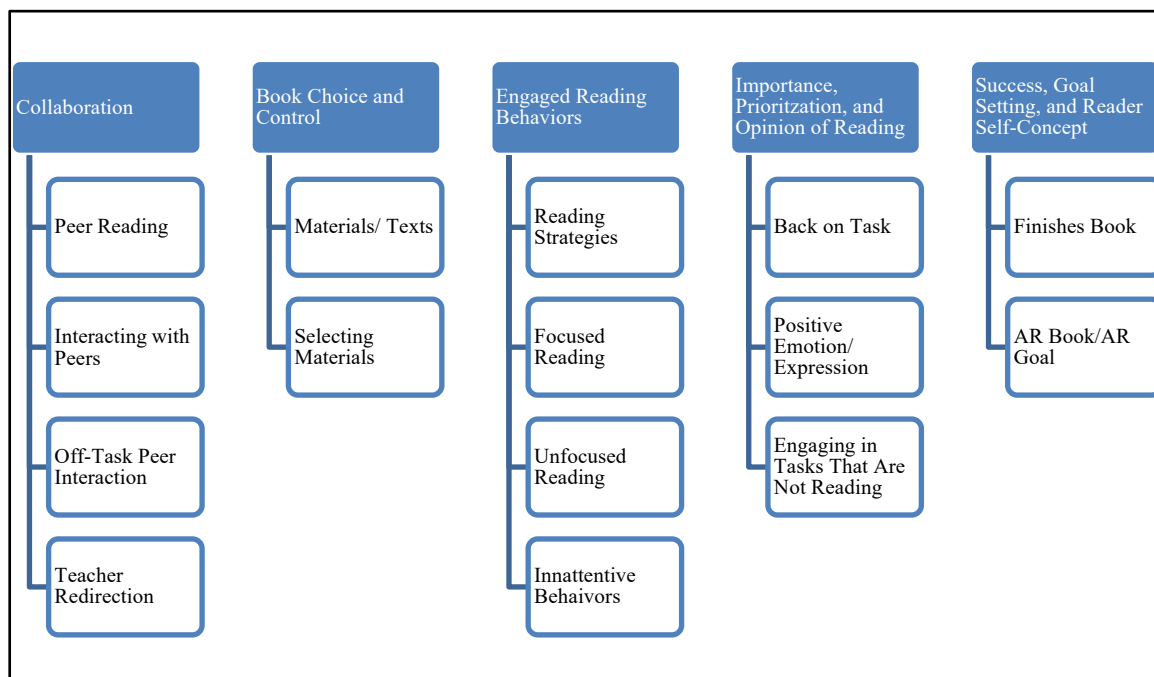 Collaboration
Peer Reading
Interacting with
Peers
Off-Task Peer
Interaction
Teacher
Redirection
Book Choice and
Control
Materials/ Texts
Selecting
Materials
Engaged Reading
Behaviors
Reading
Strategies
Focused
Reading
Unfocused
Reading
Innattentive
Behaivors
Importance,
Prioritzation, and
Opinion of Reading
Back on Task
Positive
Emotion/
Expression
Engaging in
Tasks That Are
Not Reading
Success, Goal
Setting, and Reader
Self-Concept
Finishes Book
AR Book/AR
Goal